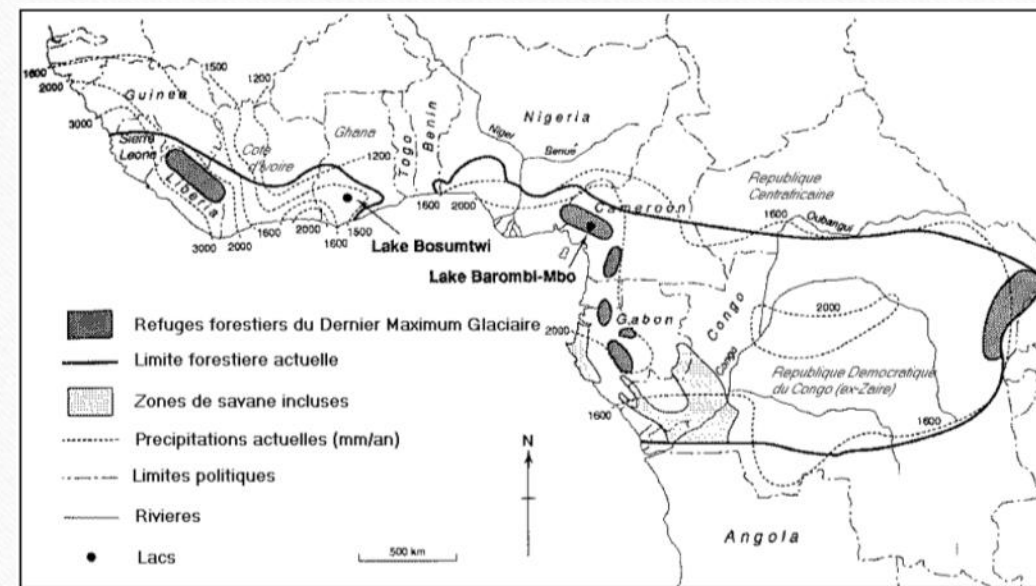 1600
2000
3000
1500
1200
Guinea
Sierra
Leone
Liberia
Cote
d'Ivoire
Ghana
1200
Togo
Benin
Nigeria
Niger
Benue
3000
2000
1600
1600
1500
1600
2000
Lake Bosumtwi
Cameroon
Lake Barombi-Mbo
Republique
Centrafricaine
1600
Oubangui
2000
2000
Gabon
Congo
Congo
Republique Democratique
du Congo (ex-Zaire)
1600
1600
Angola
Refuges forestiers du Dernier Maximum Glaciaire
Limite forestiere actuelle
Zones de savane incluses
Precipitations actuelles (mm/an)
Limites politiques
Rivieres
Lacs
500 km
N